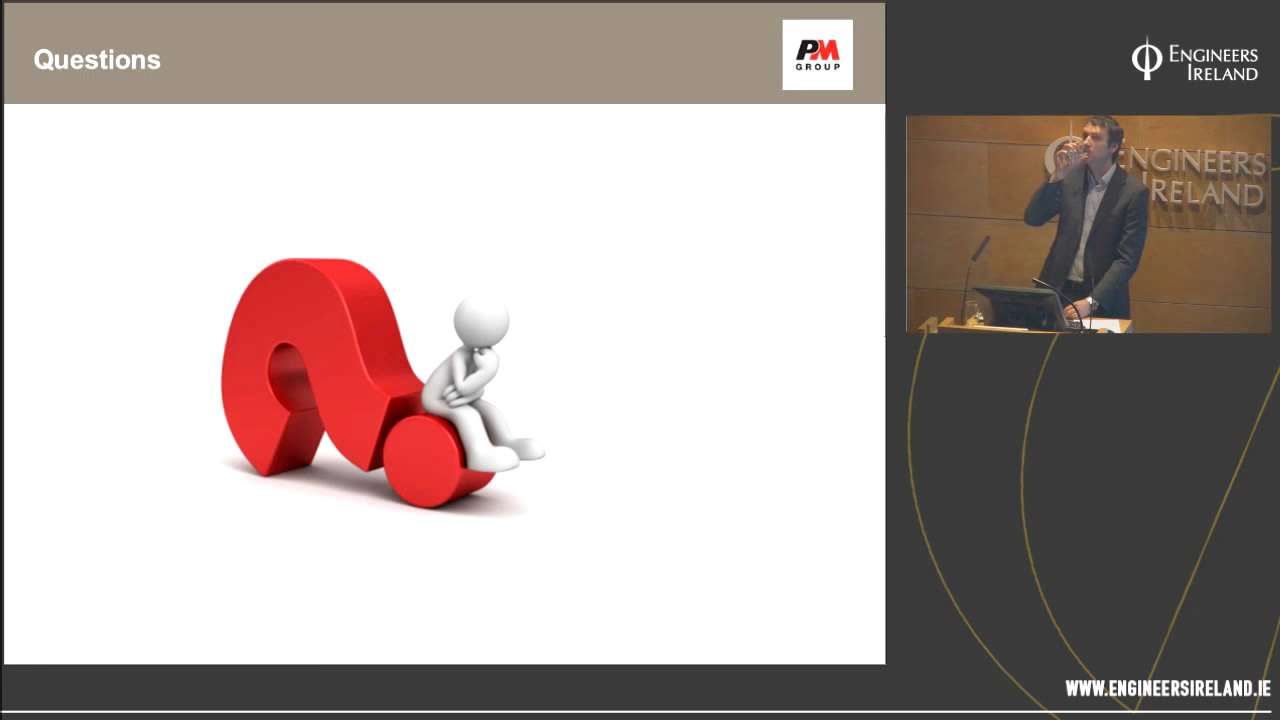 Questions
PM
GROUP
ENGINEERS
IRELAND
ENGINEERS
IRELAND
WWW.ENGINEERSIRELAND.IE